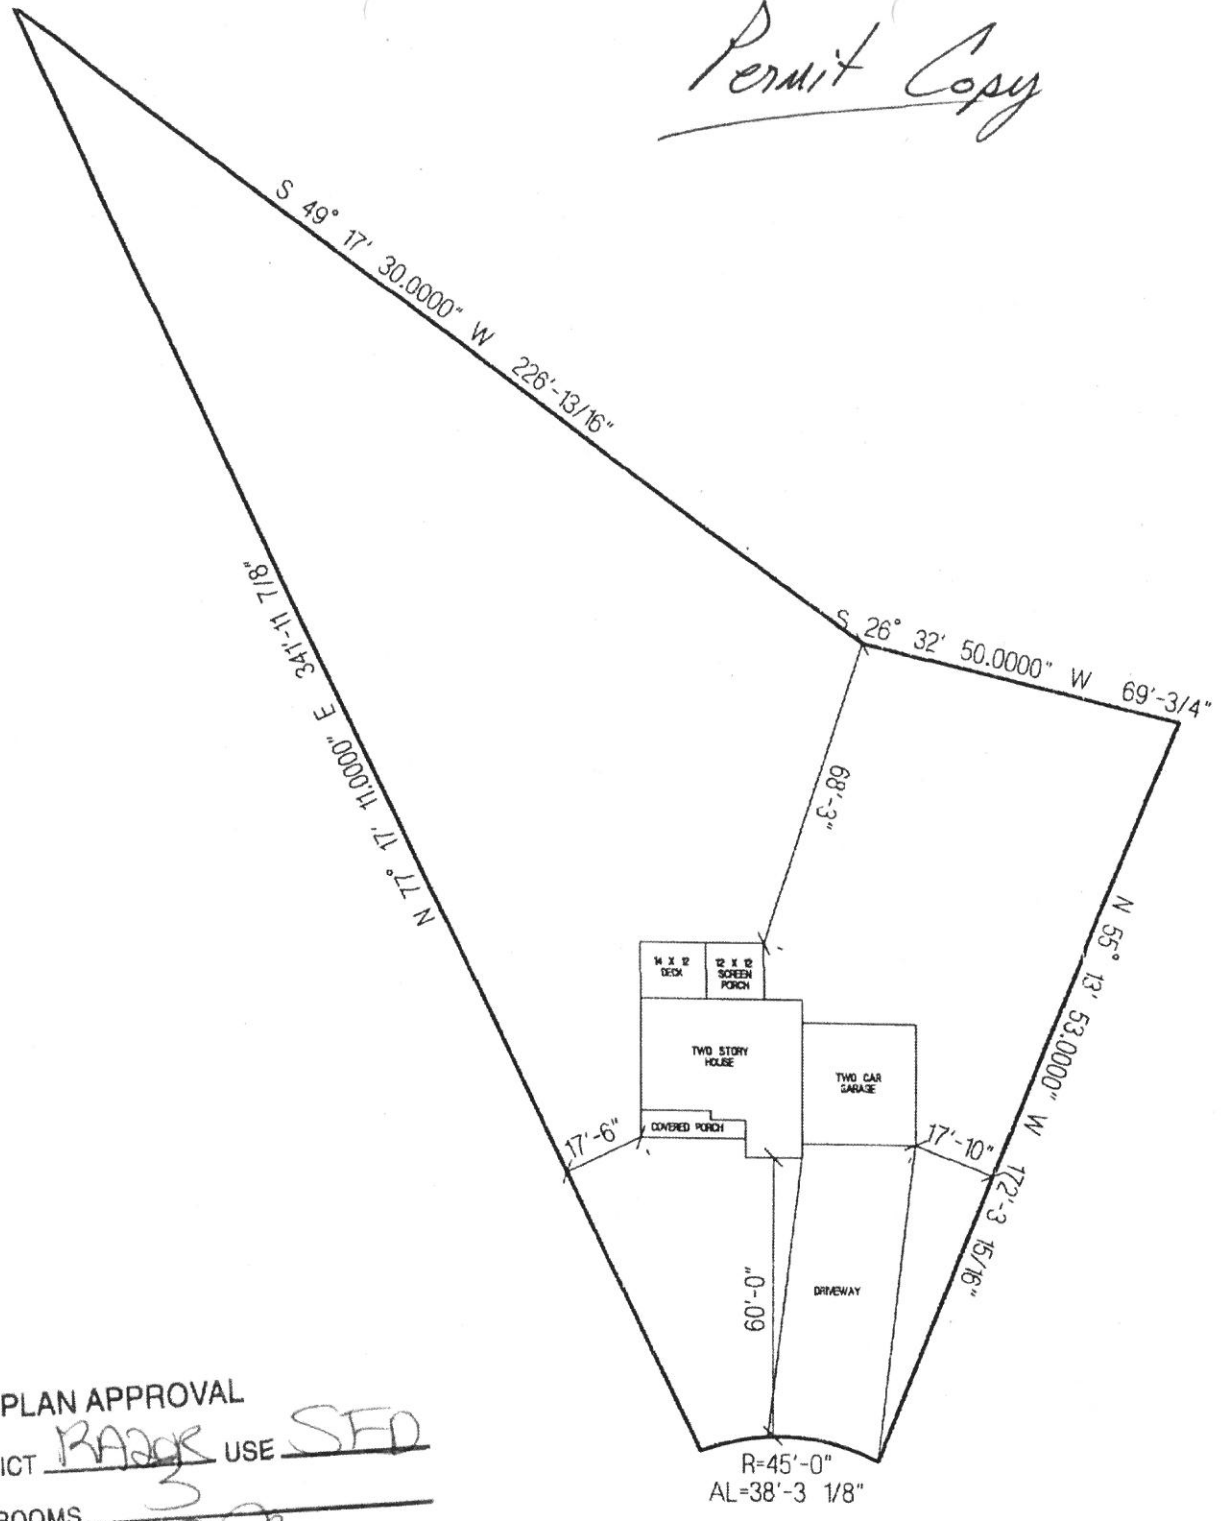 Permit Copy
S 49° 17' 30.0000" W 226'-13/16"
S 26° 32' 50.0000" W 69'-3/4"
N 77° 17' 11.0000" E 341'-11 7/8"
68'-3"
N 55° 13' 53.0000" W 172'-3 15/16"
14 X 12
DECK
12 X 12
SCREEN
PORCH
TWO STORY
HOUSE
TWO CAR
GARAGE
COVERED PORCH
17'-6"
17'-10"
60'-0"
DRIVEWAY
R=45'-0"
AL=38'-3 1/8"
PLAN APPROVAL
ICT RA20R USE SFD
ROOMS 3